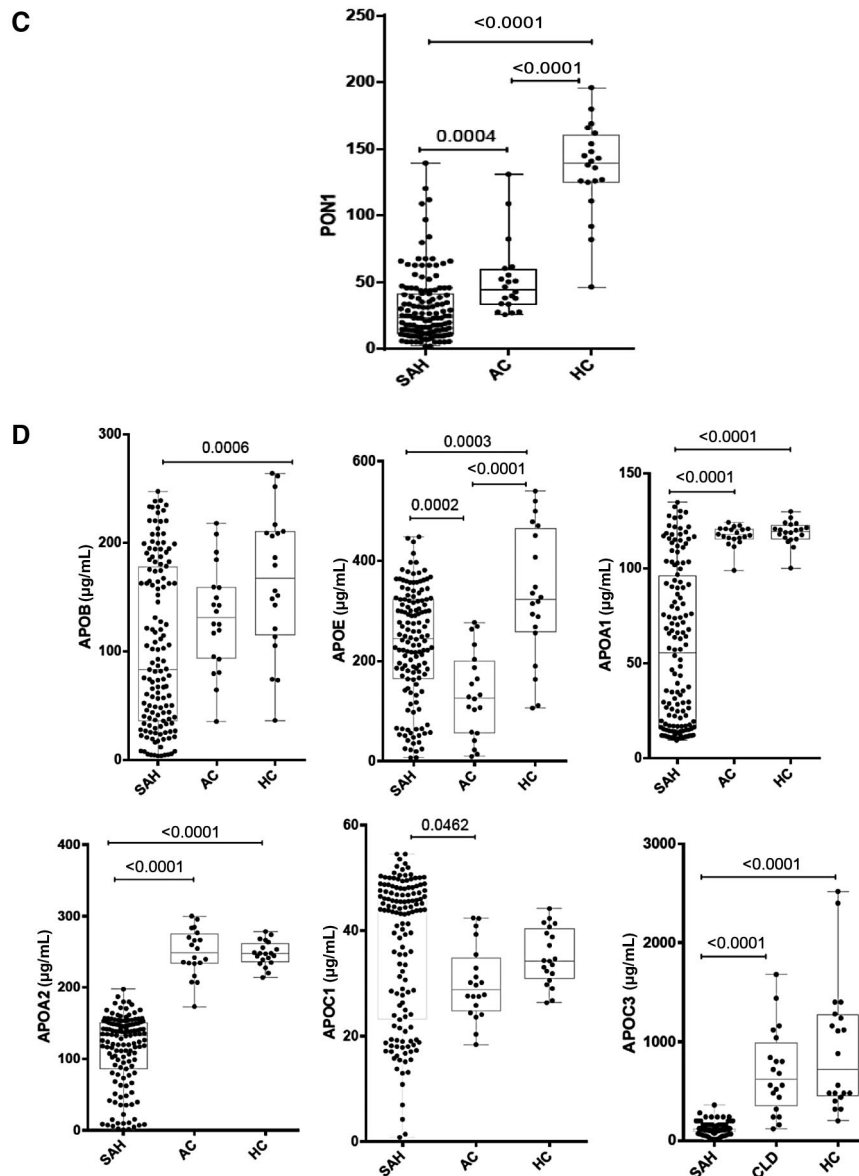 C
250
200
150
100
50
0
PON1
<0.0001
<0.0001
0.0004
SAH AC HC
D
300
200
100
0
APOB (µg/mL)
0.0006
SAH AC HC
600
400
200
0
APOE (µg/mL)
0.0003
<0.0001
0.0002
SAH AC HC
150
100
50
0
APOA1 (µg/mL)
<0.0001
<0.0001
SAH AC HC
400
300
200
100
0
APOA2 (µg/mL)
<0.0001
<0.0001
SAH AC HC
60
40
20
0
APOC1 (µg/mL)
0.0462
SAH AC HC
3000
2000
1000
0
APOC3 (µg/mL)
<0.0001
<0.0001
SAH CLD HC